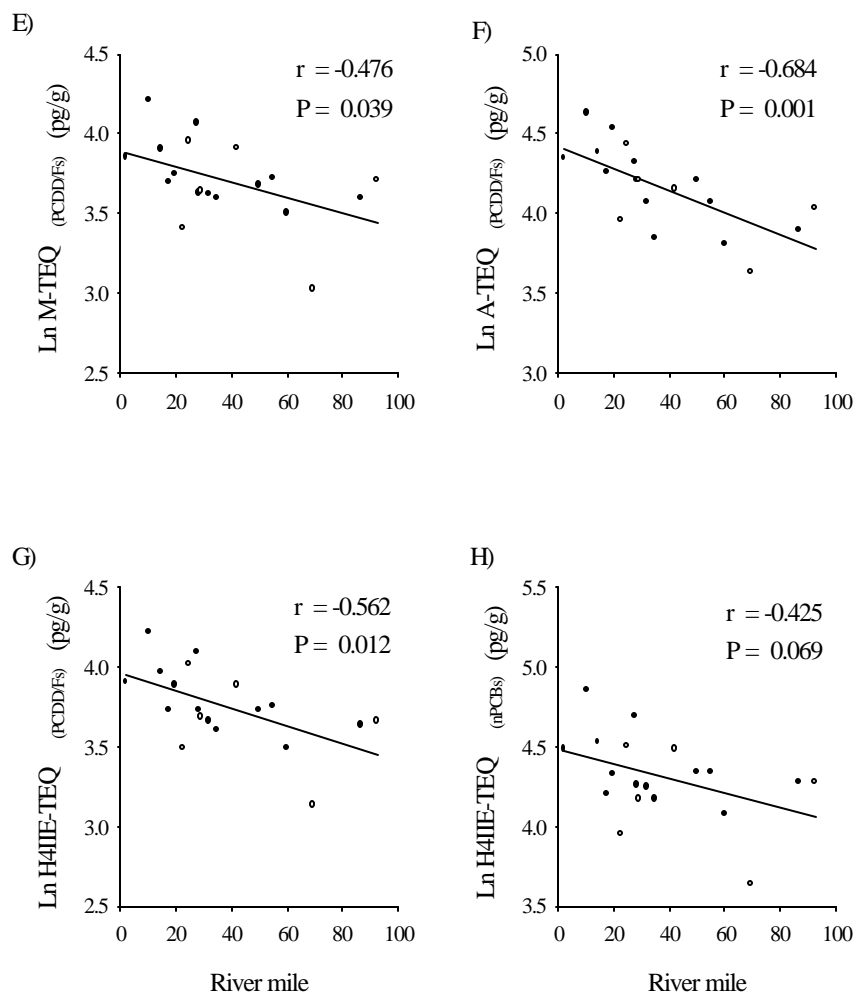 E)
Ln M-TEQ (PCDD/Fs) (pg/g)
4.5
4.0
3.5
3.0
2.5
r = -0.476
P = 0.039
0 20 40 60 80 100
F)
Ln A-TEQ (PCDD/Fs) (pg/g)
5.0
4.5
4.0
3.5
3.0
r = -0.684
P = 0.001
0 20 40 60 80 100
G)
Ln H4IIE-TEQ (PCDD/Fs) (pg/g)
4.5
4.0
3.5
3.0
2.5
r = -0.562
P = 0.012
0 20 40 60 80 100
River mile
H)
Ln H4IIE-TEQ (nPCBs) (pg/g)
5.5
5.0
4.5
4.0
3.5
r = -0.425
P = 0.069
0 20 40 60 80 100
River mile